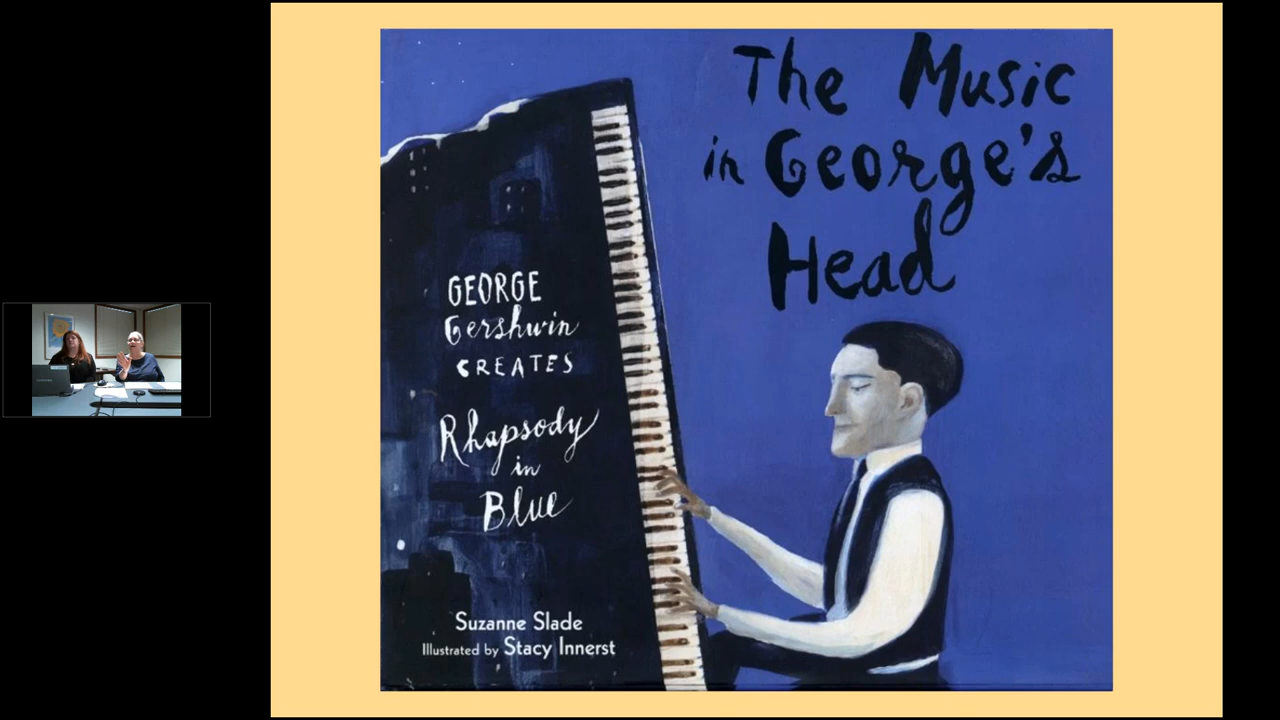 The Music
in George's
Head
GEORGE
Gershwin
CREATES
Rhapsody
in
Blue
Suzanne Slade
Illustrated by Stacy Innerst